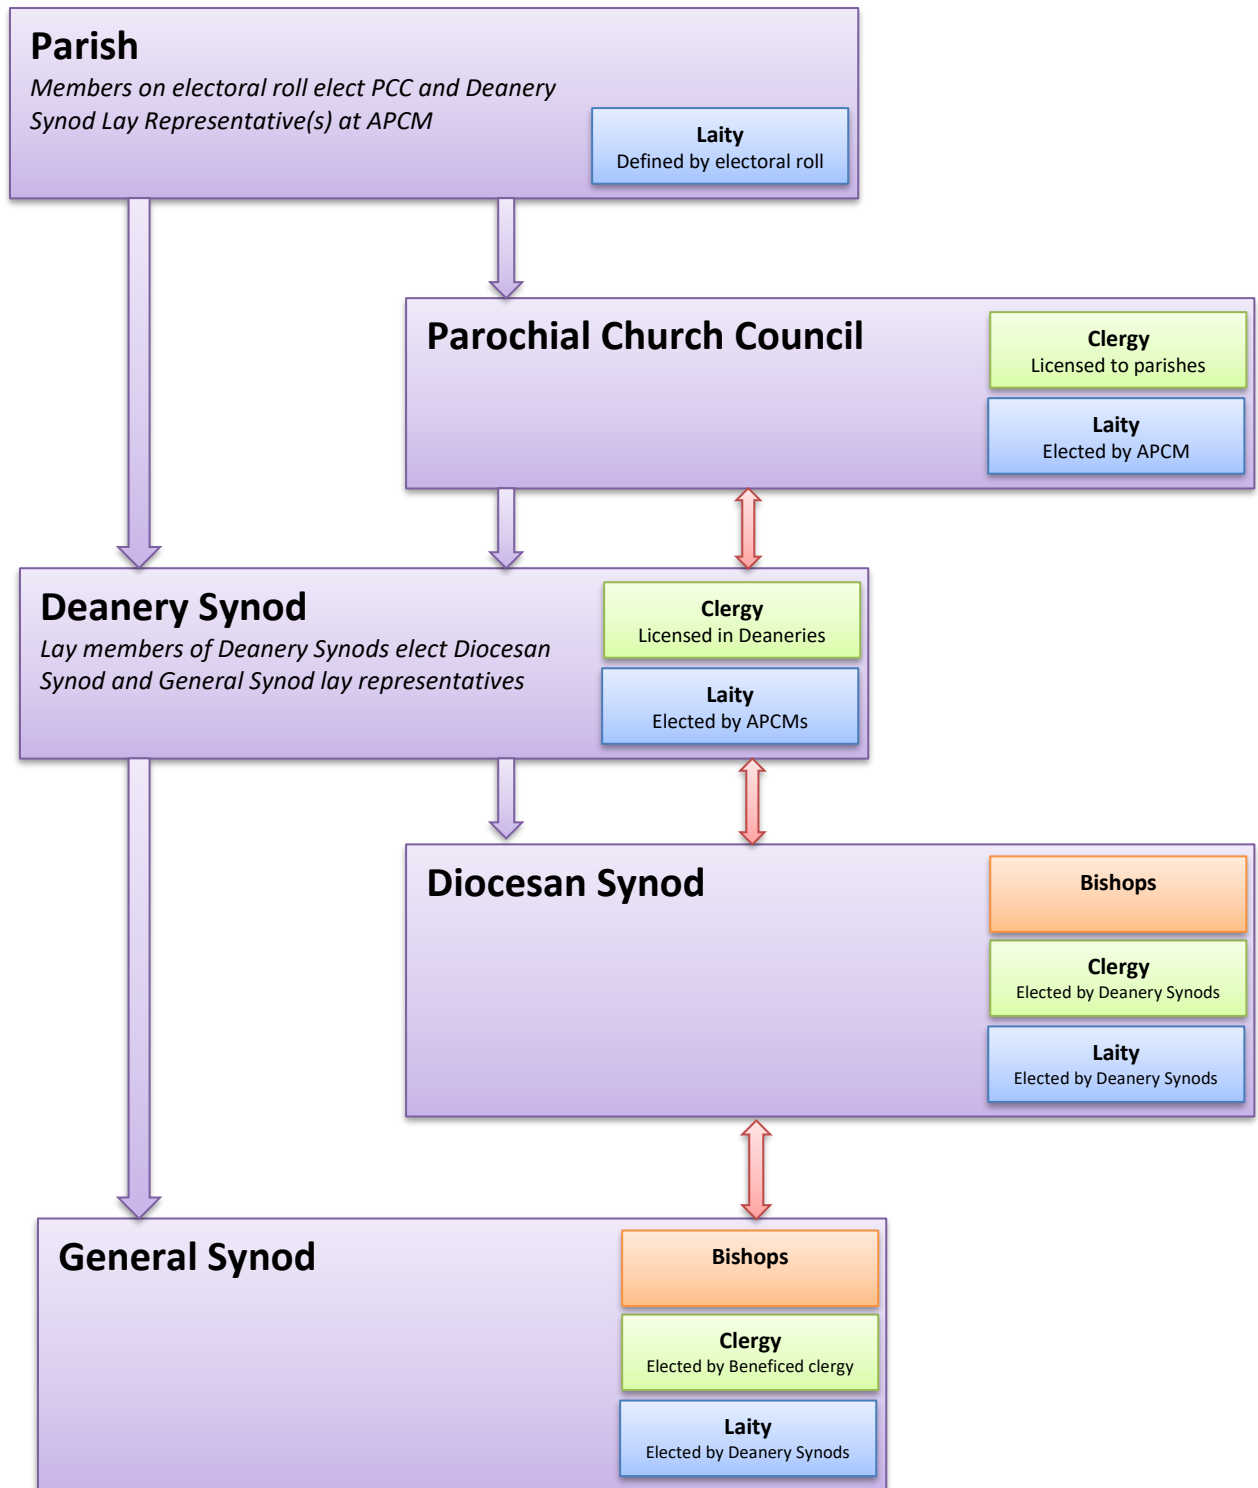 Parish
Members on electoral roll elect PCC and Deanery
Synod Lay Representative(s) at APCM
Laity
Defined by electoral roll
Parochial Church Council
Clergy
Licensed to parishes
Laity
Elected by APCM
Deanery Synod
Lay members of Deanery Synods elect Diocesan
Synod and General Synod lay representatives
Clergy
Licensed in Deaneries
Laity
Elected by APCMs
Diocesan Synod
Bishops
Clergy
Elected by Deanery Synods
Laity
Elected by Deanery Synods
General Synod
Bishops
Clergy
Elected by Beneficed clergy
Laity
Elected by Deanery Synods